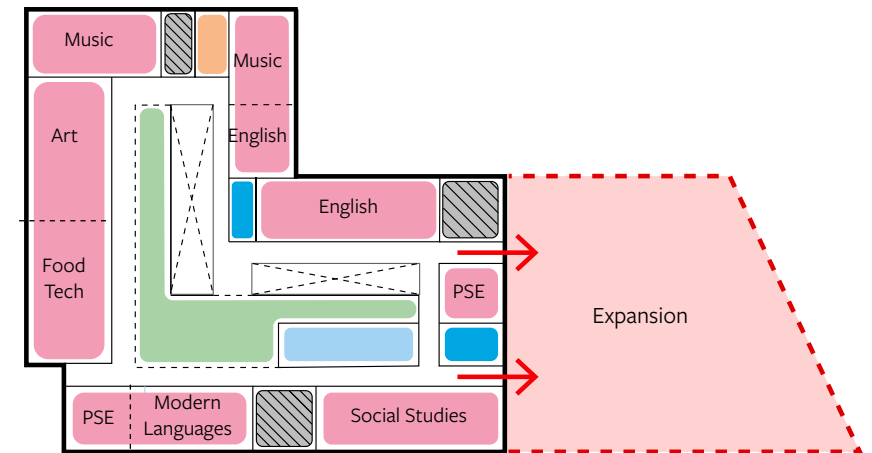 Music
Music
Art
English
English
Food
Tech
PSE
Expansion
PSE
Modern
Languages
Social Studies